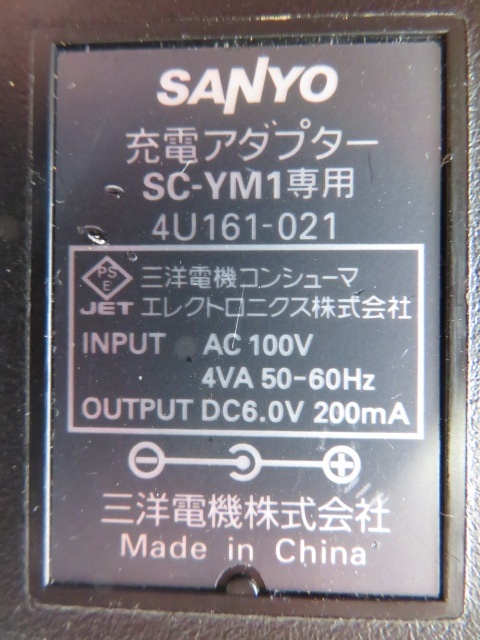 SANYO
充電アダプター
SC-YM1専用
4U161-021
PS
E
三洋電機コンシューマ
JET エレクトロニクス株式会社
INPUT AC 100V
4VA 50-60Hz
OUTPUT DC6.0V 200mA
三洋電機株式会社
Made in China